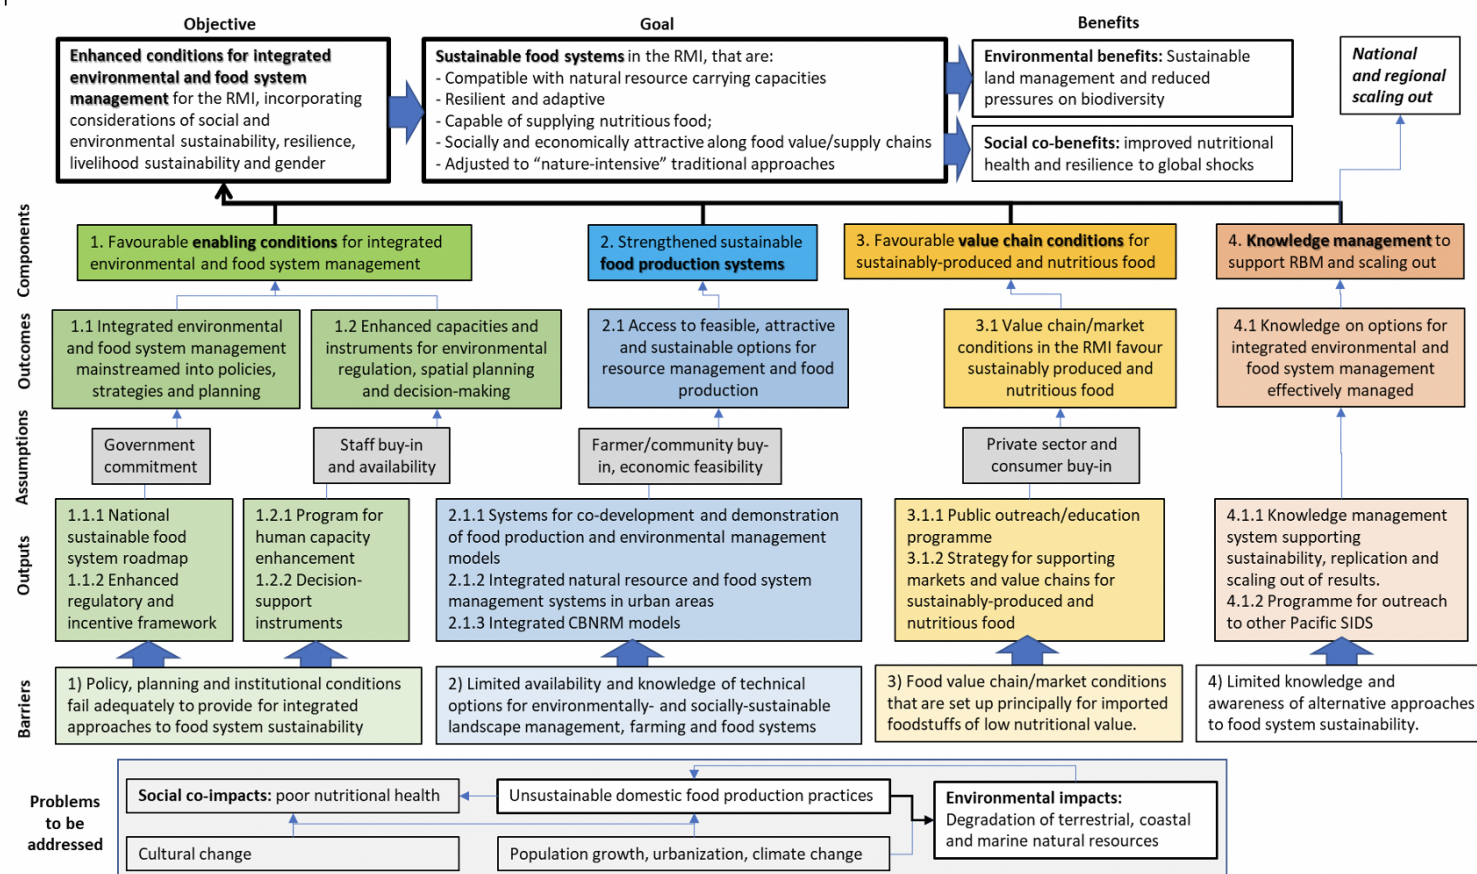 Objective
Goal
Benefits
Enhanced conditions for integrated
environmental and food system
management for the RMI, incorporating
considerations of social and
environmental sustainability, resilience,
livelihood sustainability and gender
Sustainable food systems in the RMI, that are:
- Compatible with natural resource carrying capacities
- Resilient and adaptive
- Capable of supplying nutritious food;
- Socially and economically attractive along food value/supply chains
- Adjusted to “nature-intensive” traditional approaches
Environmental benefits: Sustainable
land management and reduced
pressures on biodiversity
Social co-benefits: improved nutritional
health and resilience to global shocks
National
and regional
scaling out
Components
1. Favourable enabling conditions for integrated
environmental and food system management
2. Strengthened sustainable
food production systems
3. Favourable value chain conditions for
sustainably-produced and nutritious food
4. Knowledge management to
support RBM and scaling out
Outcomes
1.1 Integrated environmental
and food system management
mainstreamed into policies,
strategies and planning
1.2 Enhanced capacities and
instruments for environmental
regulation, spatial planning
and decision-making
2.1 Access to feasible, attractive
and sustainable options for
resource management and food
production
3.1 Value chain/market
conditions in the RMI favour
sustainably produced and
nutritious food
4.1 Knowledge on options for
integrated environmental and
food system management
effectively managed
Assumptions
Government
commitment
Staff buy-in
and availability
Farmer/community buy-
in, economic feasibility
Private sector and
consumer buy-in
Outputs
1.1.1 National
sustainable food
system roadmap
1.1.2 Enhanced
regulatory and
incentive framework
1.2.1 Program for
human capacity
enhancement
1.2.2 Decision-
support
instruments
2.1.1 Systems for co-development and demonstration
of food production and environmental management
models
2.1.2 Integrated natural resource and food system
management systems in urban areas
2.1.3 Integrated CBNRM models
3.1.1 Public outreach/education
programme
3.1.2 Strategy for supporting
markets and value chains for
sustainably-produced and
nutritious food
4.1.1 Knowledge management
system supporting
sustainability, replication and
scaling out of results.
4.1.2 Programme for outreach
to other Pacific SIDS
Barriers
1) Policy, planning and institutional conditions
fail adequately to provide for integrated
approaches to food system sustainability
2) Limited availability and knowledge of technical
options for environmentally- and socially-sustainable
landscape management, farming and food systems
3) Food value chain/market conditions
that are set up principally for imported
foodstuffs of low nutritional value.
4) Limited knowledge and
awareness of alternative approaches
to food system sustainability.
Problems
to be
addressed
Social co-impacts: poor nutritional health
Unsustainable domestic food production practices
Environmental impacts:
Degradation of terrestrial, coastal
and marine natural resources
Cultural change
Population growth, urbanization, climate change